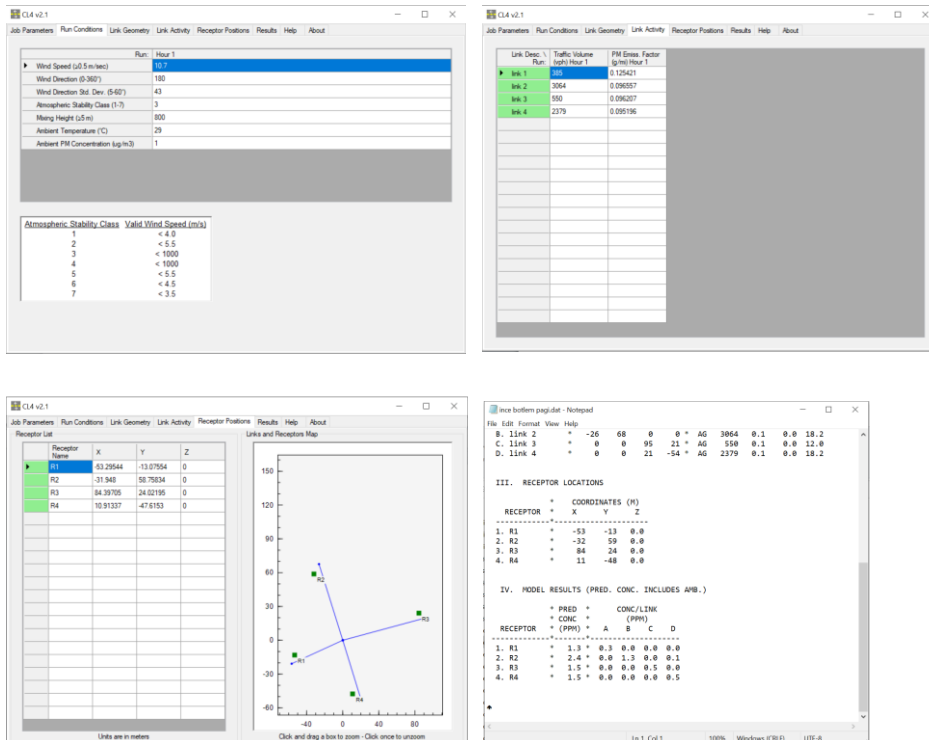 CL4 v2.1
Job Parameters Run Conditions Link Geometry Link Activity Receptor Positions Results Help About
Run: Hour 1
Wind Speed (≥0.5 m/sec) 10.7
Wind Direction (0-360°) 180
Wind Direction Std. Dev. (5-60°) 43
Atmospheric Stability Class (1-7) 3
Mixing Height (≥5 m) 800
Ambient Temperature (°C) 29
Ambient PM Concentration (ug/m3) 1
Atmospheric Stability Class Valid Wind Speed (m/s)
1 < 4.0
2 < 5.5
3 < 1000
4 < 1000
5 < 5.5
6 < 4.5
7 < 3.5
CL4 v2.1
Job Parameters Run Conditions Link Geometry Link Activity Receptor Positions Results Help About
Link Desc. \ Traffic Volume PM Emiss. Factor
Run: (vph) Hour 1 (g/mi) Hour 1
link 1 385 0.125421
link 2 3064 0.096557
link 3 550 0.096207
link 4 2379 0.095196
CL4 v2.1
Job Parameters Run Conditions Link Geometry Link Activity Receptor Positions Results Help About
Receptor List
Receptor Name X Y Z
R1 -53.29544 -13.07554 0
R2 -31.948 58.75834 0
R3 84.39705 24.02195 0
R4 10.91337 -47.6153 0
Units are in meters
Links and Receptors Map
150
120
90
60
30
0
-30
-60
R2
R3
R1
R4
-40 0 40 80
Click and drag a box to zoom - Click once to unzoom
ince botlem pagi.dat - Notepad
File Edit Format View Help
B. link 2 * -26 68 0 0 * AG 3064 0.1 0.0 18.2
C. link 3 * 0 0 95 21 * AG 550 0.1 0.0 12.0
D. link 4 * 0 0 21 -54 * AG 2379 0.1 0.0 18.2
III. RECEPTOR LOCATIONS
* COORDINATES (M)
RECEPTOR * X Y Z
------------*---------------------
1. R1 * -53 -13 0.0
2. R2 * -32 59 0.0
3. R3 * 84 24 0.0
4. R4 * 11 -48 0.0
IV. MODEL RESULTS (PRED. CONC. INCLUDES AMB.)
* PRED * CONC/LINK
* CONC * (PPM)
RECEPTOR * (PPM) * A B C D
------------*-------*--------------------
1. R1 * 1.3 * 0.3 0.0 0.0 0.0
2. R2 * 2.4 * 0.0 1.3 0.0 0.1
3. R3 * 1.5 * 0.0 0.0 0.5 0.0
4. R4 * 1.5 * 0.0 0.0 0.0 0.5
Ln 1, Col 1 100% Windows (CRLF) UTF-8